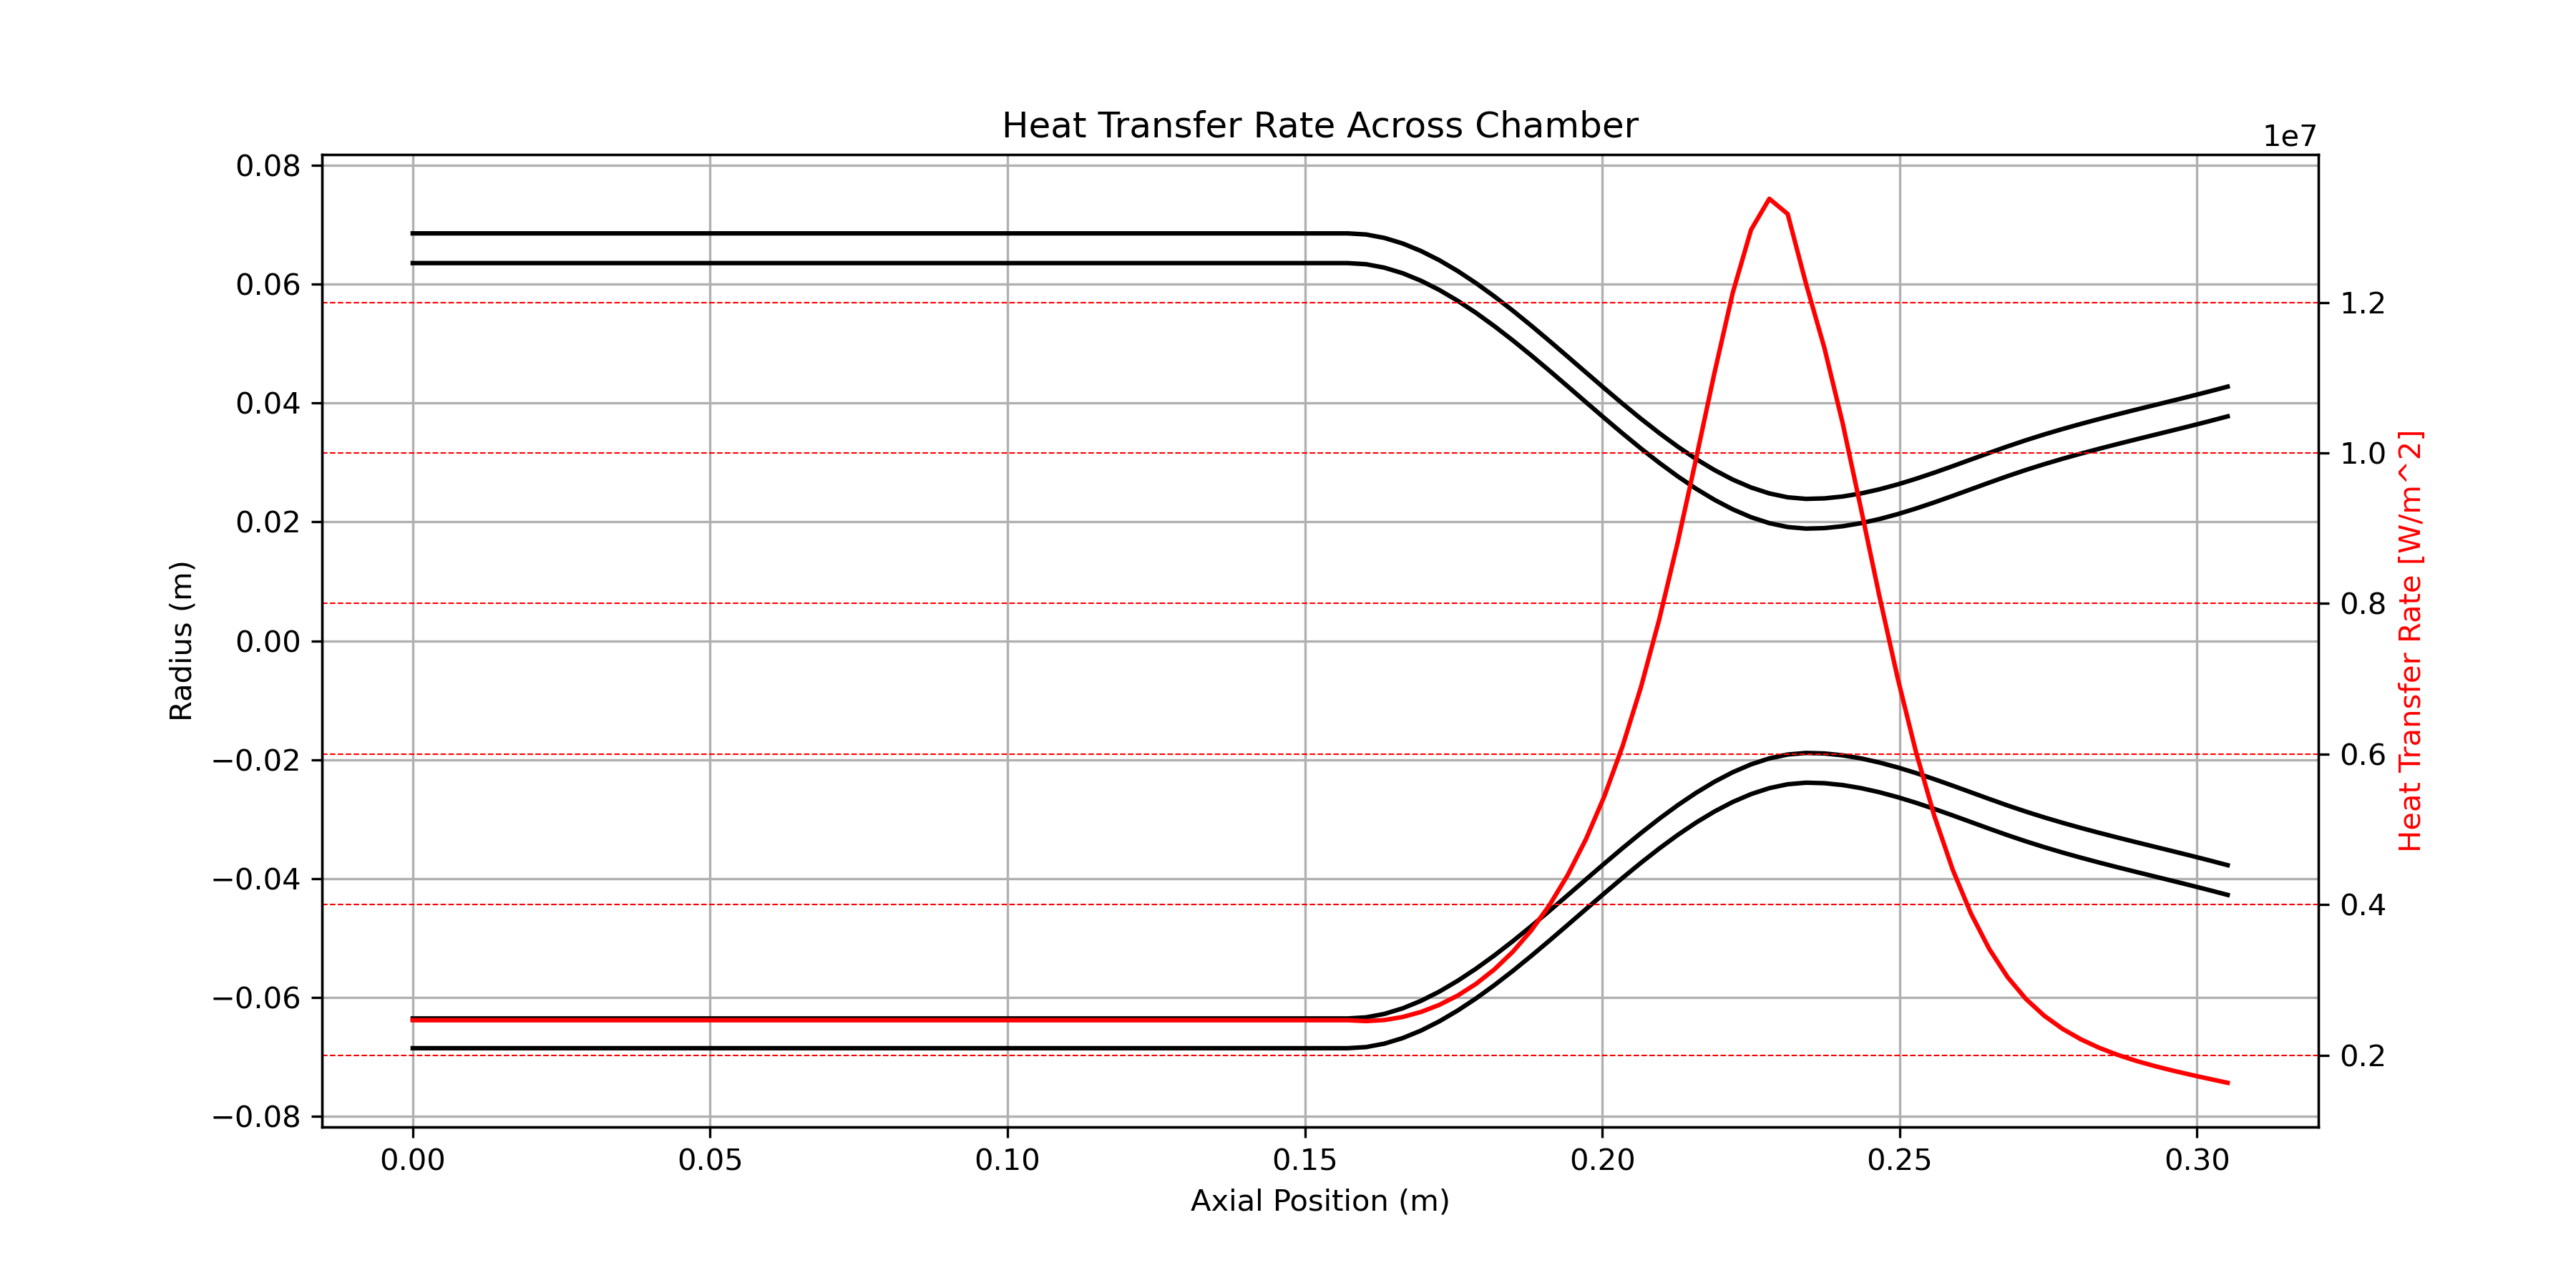 Heat Transfer Rate Across Chamber
1e7
0.08
0.06
0.04
0.02
0.00
−0.02
−0.04
−0.06
−0.08
Radius (m)
1.2
1.0
0.8
0.6
0.4
0.2
Heat Transfer Rate [W/m^2]
0.00 0.05 0.10 0.15 0.20 0.25 0.30
Axial Position (m)